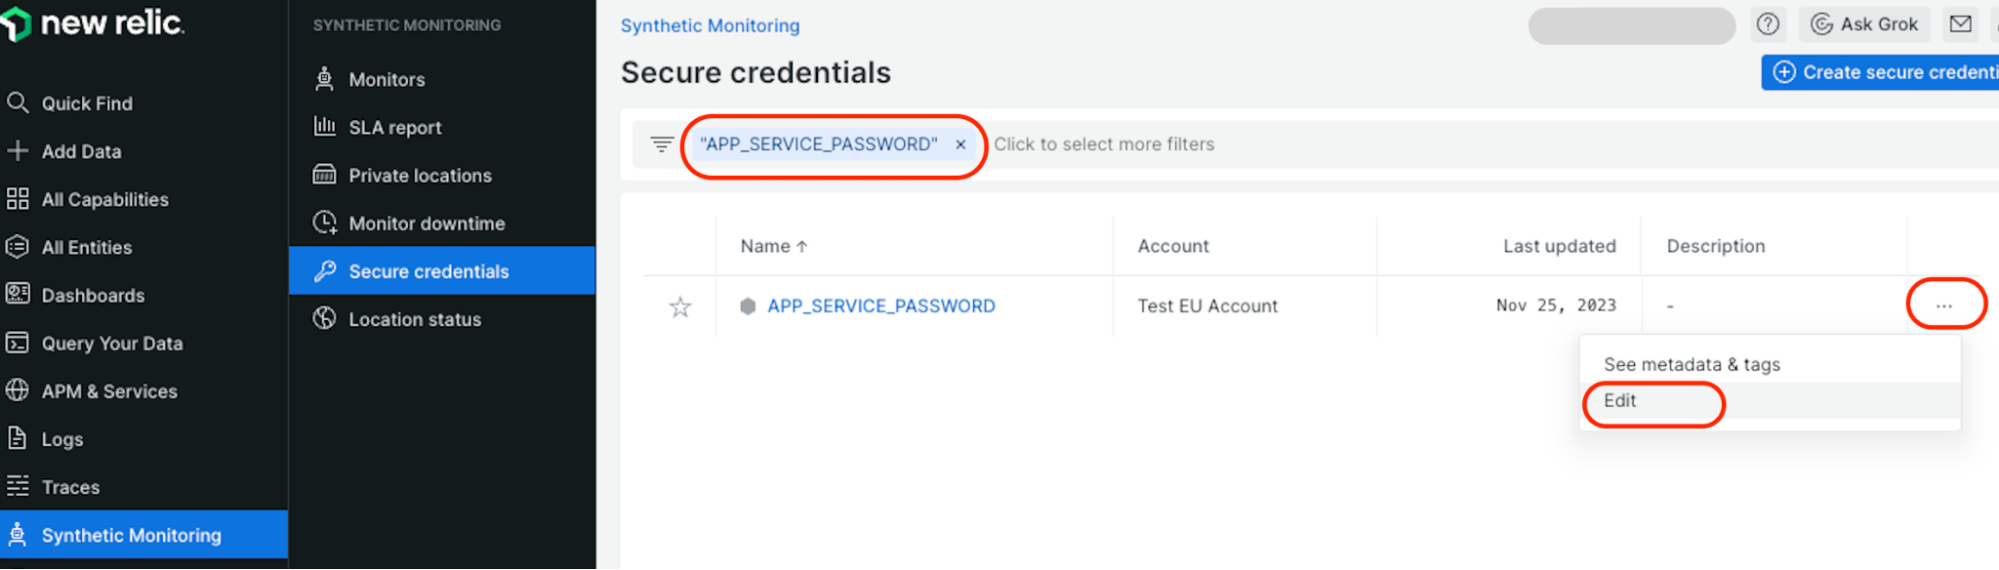 new relic.
Quick Find
Add Data
All Capabilities
All Entities
Dashboards
Query Your Data
APM & Services
Logs
Traces
Synthetic Monitoring
SYNTHETIC MONITORING
Monitors
SLA report
Private locations
Monitor downtime
Secure credentials
Location status
Synthetic Monitoring
Ask Grok
Secure credentials
Create secure credenti
"APP_SERVICE_PASSWORD" × Click to select more filters
Name ↑ Account Last updated Description
APP_SERVICE_PASSWORD Test EU Account Nov 25, 2023 - ...
See metadata & tags
Edit